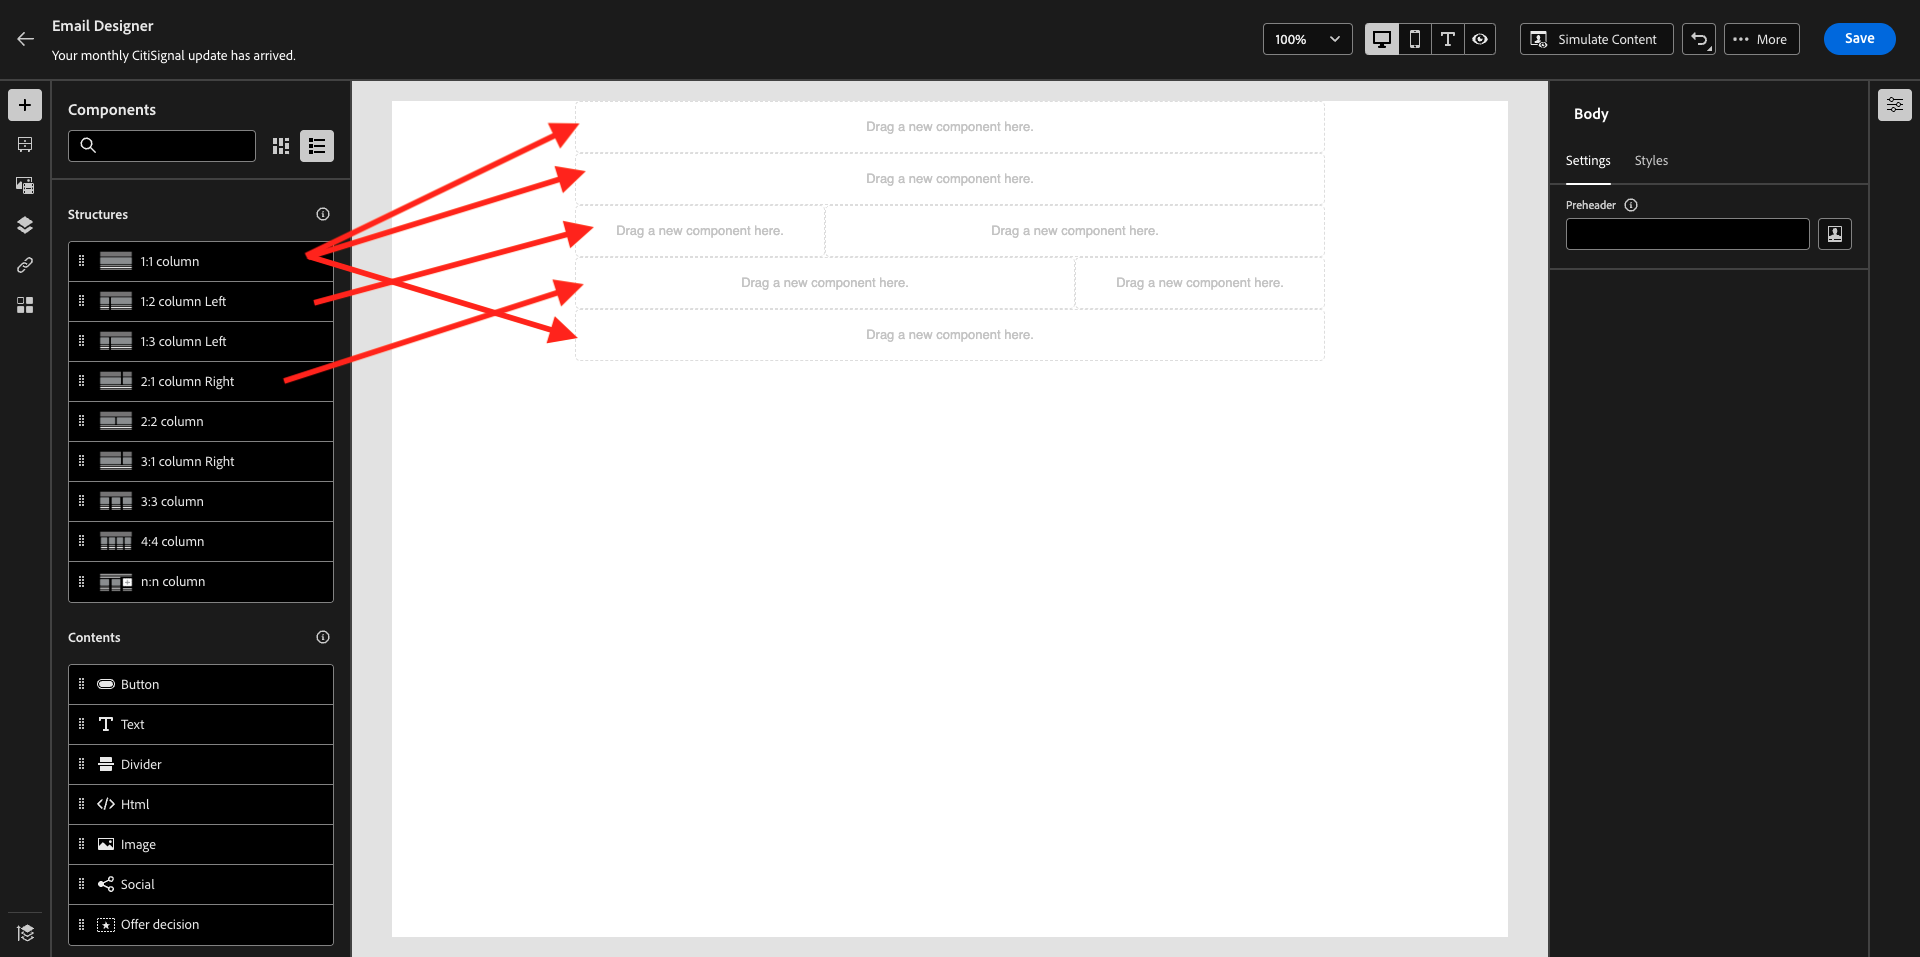 Email Designer
Your monthly CitiSignal update has arrived.
100%
Simulate Content
More
Save
Components
Structures
1:1 column
1:2 column Left
1:3 column Left
2:1 column Right
2:2 column
3:1 column Right
3:3 column
4:4 column
n:n column
Contents
Button
Text
Divider
Html
Image
Social
Offer decision
Drag a new component here.
Drag a new component here.
Drag a new component here. Drag a new component here.
Drag a new component here. Drag a new component here.
Drag a new component here.
Body
Settings Styles
Preheader